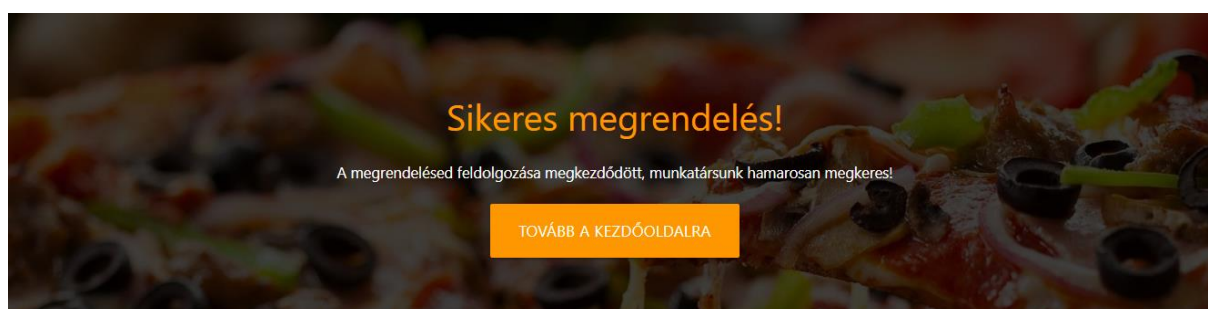 Sikeres megrendelés!
A megrendelésed feldolgozása megkezdődött, munkatársunk hamarosan megkeres!
TOVÁBB A KEZDŐOLDALRA